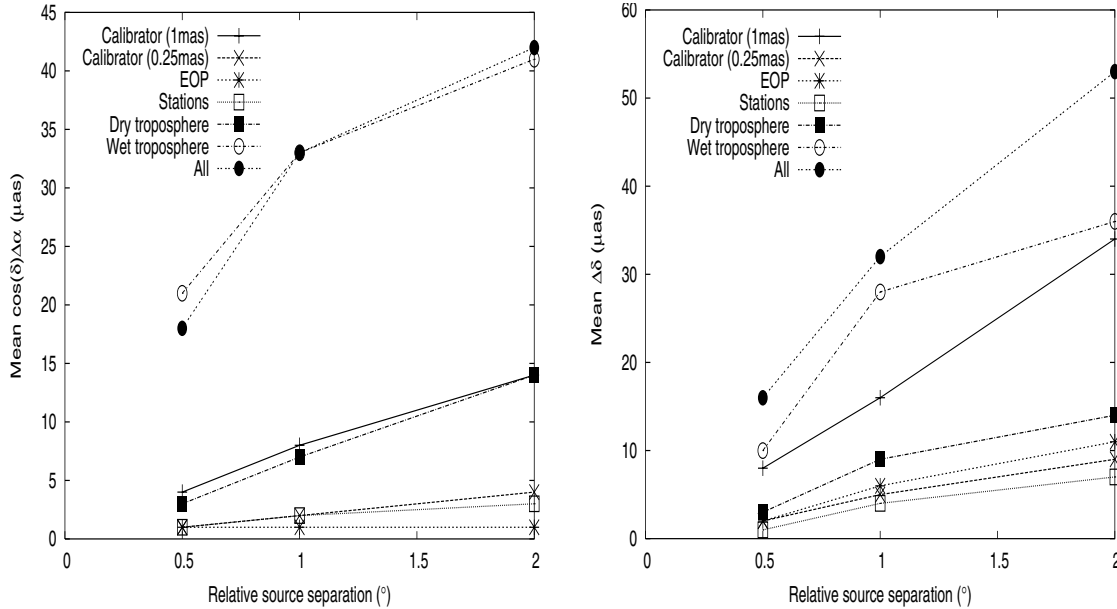 45
40
35
30
25
20
15
10
5
0
Mean cos(δ)Δα (μas)
Calibrator (1mas)
Calibrator (0.25mas)
EOP
Stations
Dry troposphere
Wet troposphere
All
0 0.5 1 1.5 2
Relative source separation (°)
60
50
40
30
20
10
0
Mean Δδ (μas)
Calibrator (1mas)
Calibrator (0.25mas)
EOP
Stations
Dry troposphere
Wet troposphere
All
0 0.5 1 1.5 2
Relative source separation (°)